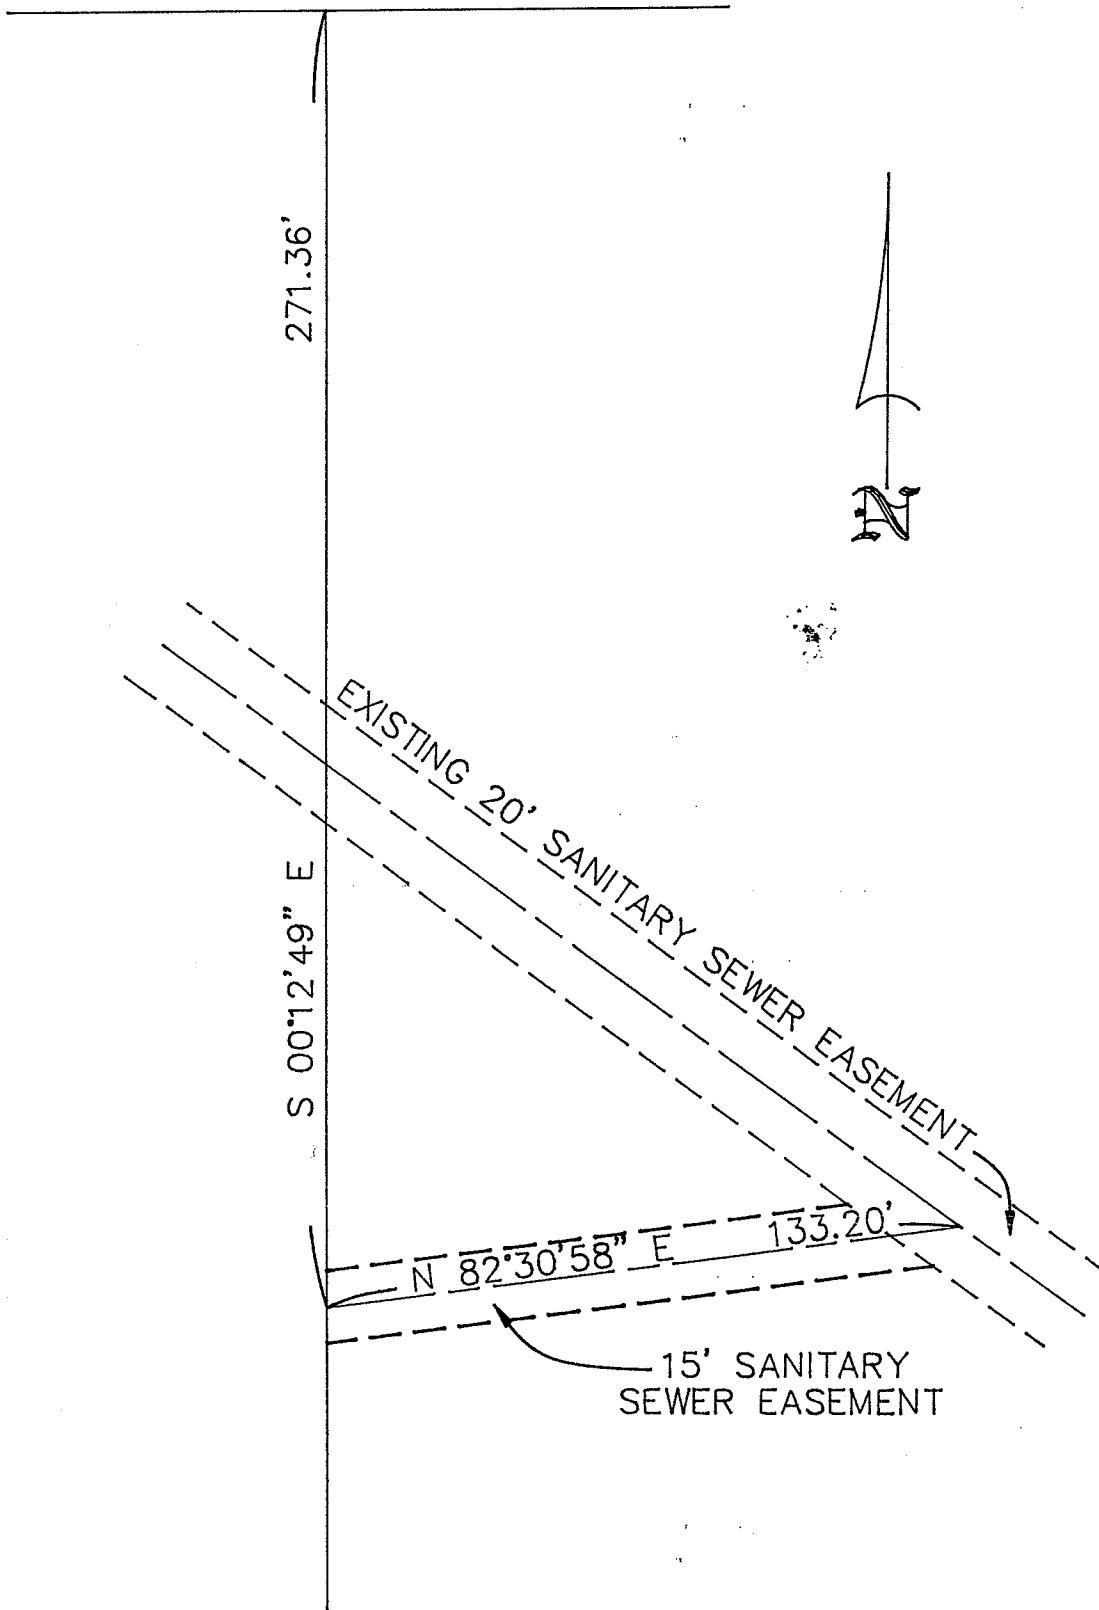 271.36'
N
EXISTING 20' SANITARY SEWER EASEMENT
S 00°12'49" E
N 82°30'58" E 133.20'
15' SANITARY
SEWER EASEMENT